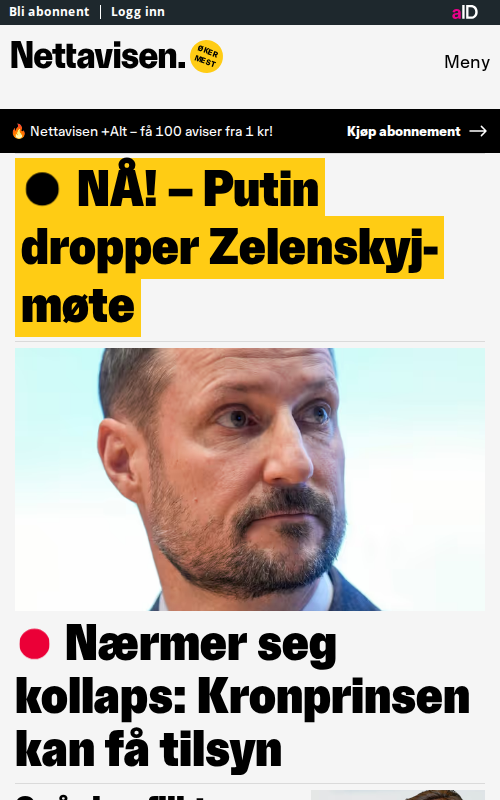 Bli abonnent | Logg inn
aID
Nettavisen.
ØKER
MEST
Meny
🔥 Nettavisen +Alt – få 100 aviser fra 1 kr!
Kjøp abonnement →
NÅ! – Putin
dropper Zelenskyj-
møte
Nærmer seg
kollaps: Kronprinsen
kan få tilsyn